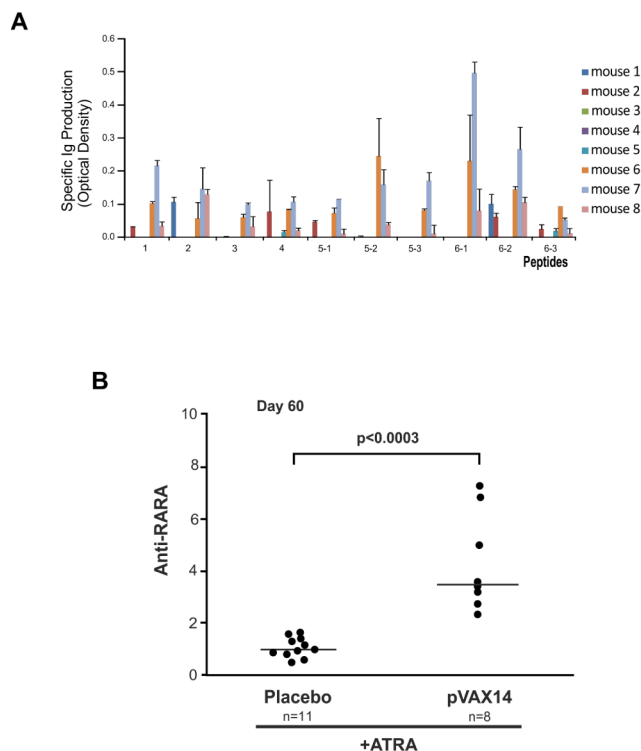 A
Specific Ig Production
(Optical Density)
0.6
0.5
0.4
0.3
0.2
0.1
0.0
1 2 3 4 5-1 5-2 5-3 6-1 6-2 6-3
Peptides
mouse 1
mouse 2
mouse 3
mouse 4
mouse 5
mouse 6
mouse 7
mouse 8
B
Day 60
p<0.0003
Anti-RARA
10
8
6
4
2
0
Placebo pVAX14
n=11 n=8
+ATRA